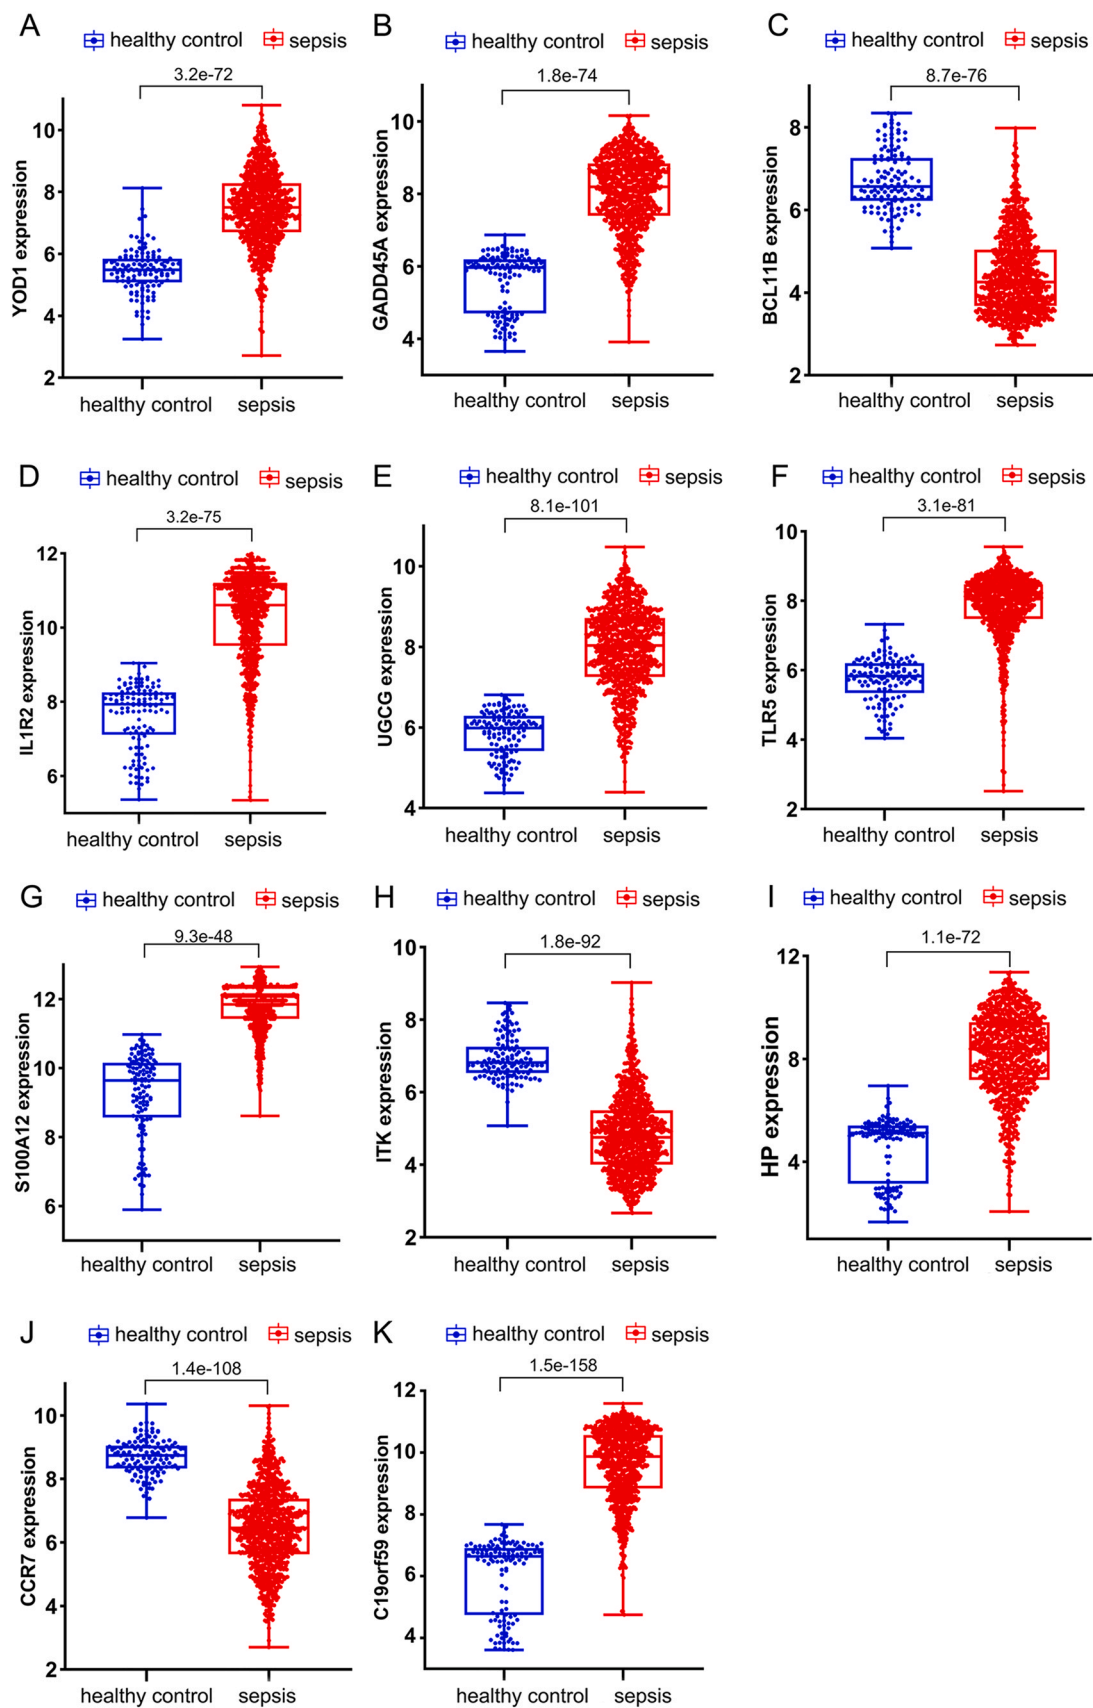 A healthy control sepsis
3.2e-72
YOD1 expression
10
8
6
4
2
healthy control sepsis
B healthy control sepsis
1.8e-74
GADD45A expression
10
8
6
4
healthy control sepsis
C healthy control sepsis
8.7e-76
BCL11B expression
8
6
4
2
healthy control sepsis
D healthy control sepsis
3.2e-75
IL1R2 expression
12
10
8
6
healthy control sepsis
E healthy control sepsis
8.1e-101
UGCG expression
10
8
6
4
healthy control sepsis
F healthy control sepsis
3.1e-81
TLR5 expression
10
8
6
4
2
healthy control sepsis
G healthy control sepsis
9.3e-48
S100A12 expression
12
10
8
6
healthy control sepsis
H healthy control sepsis
1.8e-92
ITK expression
10
8
6
4
2
healthy control sepsis
I healthy control sepsis
1.1e-72
HP expression
12
8
4
healthy control sepsis
J healthy control sepsis
1.4e-108
CCR7 expression
10
8
6
4
2
healthy control sepsis
K healthy control sepsis
1.5e-158
C19orf59 expression
12
10
8
6
4
healthy control sepsis